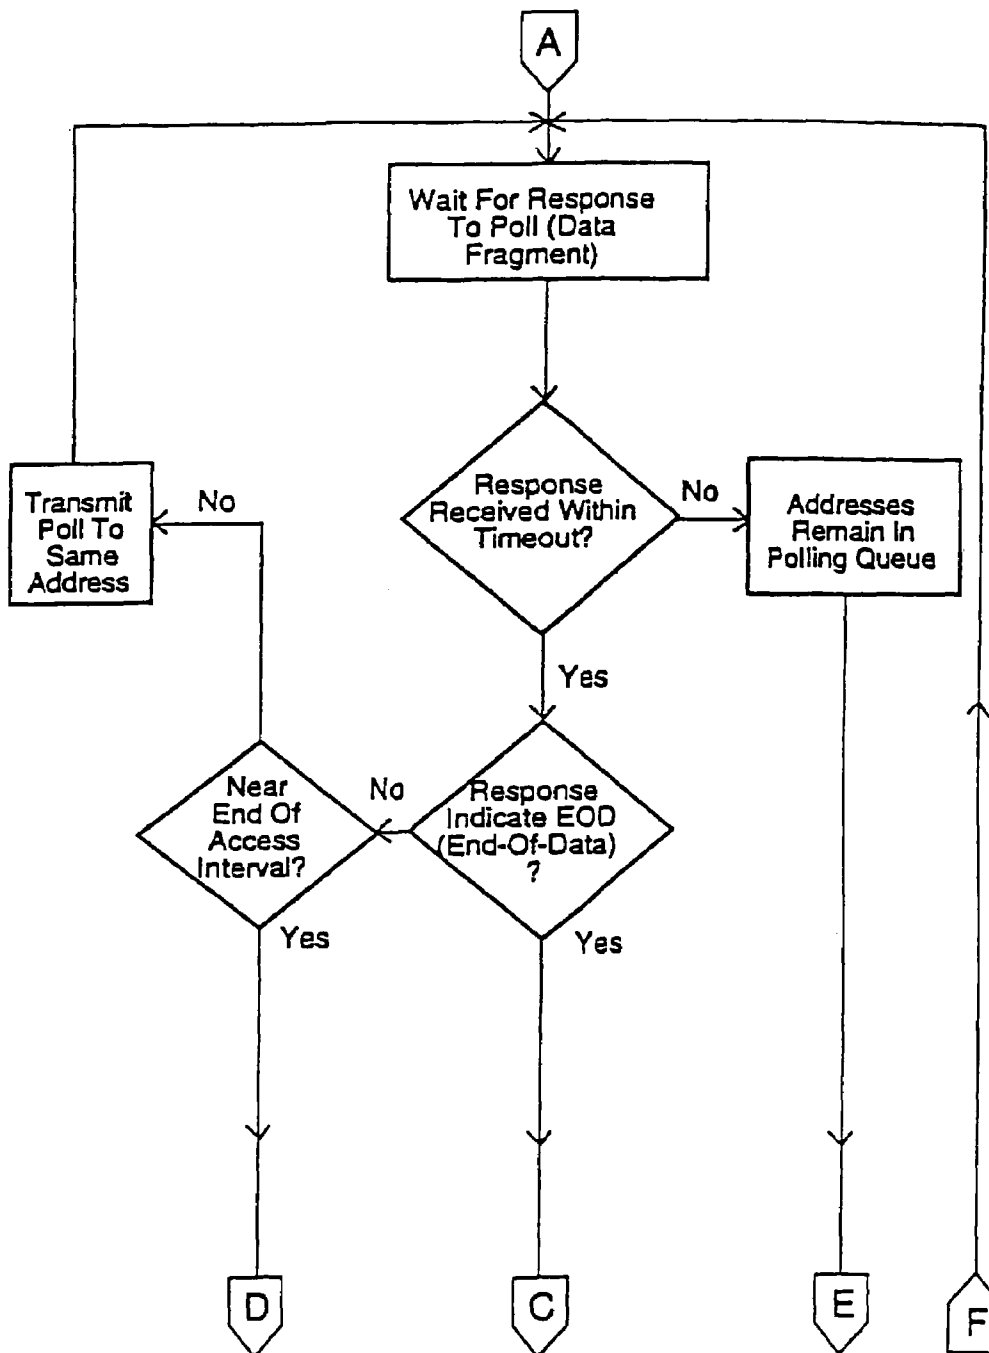 A
Wait For Response
To Poll (Data
Fragment)
Response
Received Within
Timeout?
No
Addresses
Remain In
Polling Queue
No
Transmit
Poll To
Same
Address
Yes
Near
End Of
Access
Interval?
No
Response
Indicate EOD
(End-Of-Data)
?
Yes
Yes
D
C
E
F